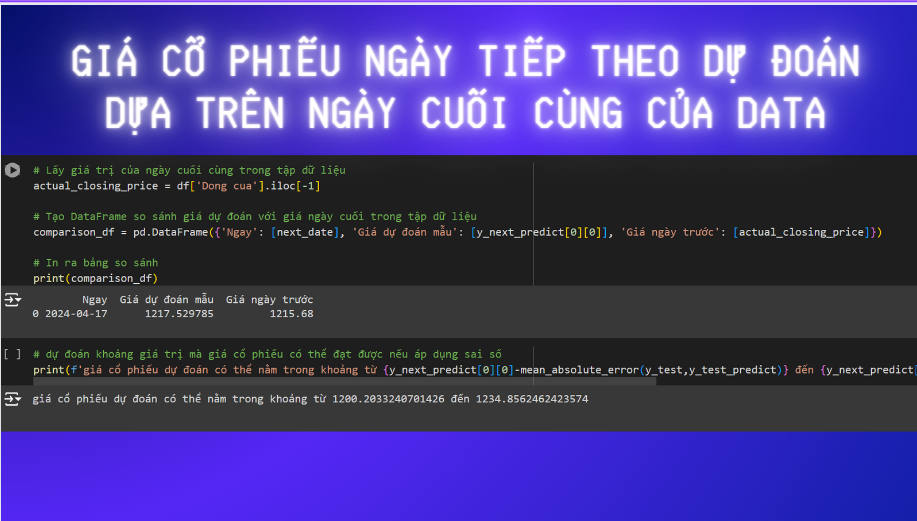 GIÁ CỔ PHIẾU NGÀY TIẾP THEO DỰ ĐOÁN
DỰA TRÊN NGÀY CUỐI CÙNG CỦA DATA
# Lấy giá trị của ngày cuối cùng trong tập dữ liệu
actual_closing_price = df['Dong cua'].iloc[-1]
# Tạo DataFrame so sánh giá dự đoán với giá ngày cuối trong tập dữ liệu
comparison_df = pd.DataFrame({'Ngay': [next_date], 'Giá dự đoán mẫu': [y_next_predict[0][0]], 'Giá ngày trước': [actual_closing_price]})
# In ra bảng so sánh
print(comparison_df)
Ngay Giá dự đoán mẫu Giá ngày trước
0 2024-04-17 1217.529785 1215.68
[ ] # dự đoán khoảng giá trị mà giá cổ phiếu có thể đạt được nếu áp dụng sai số
print(f'giá cổ phiếu dự đoán có thể nằm trong khoảng từ {y_next_predict[0][0]-mean_absolute_error(y_test,y_test_predict)} đến {y_next_predict[
giá cổ phiếu dự đoán có thể nằm trong khoảng từ 1200.2033240701426 đến 1234.8562462423574